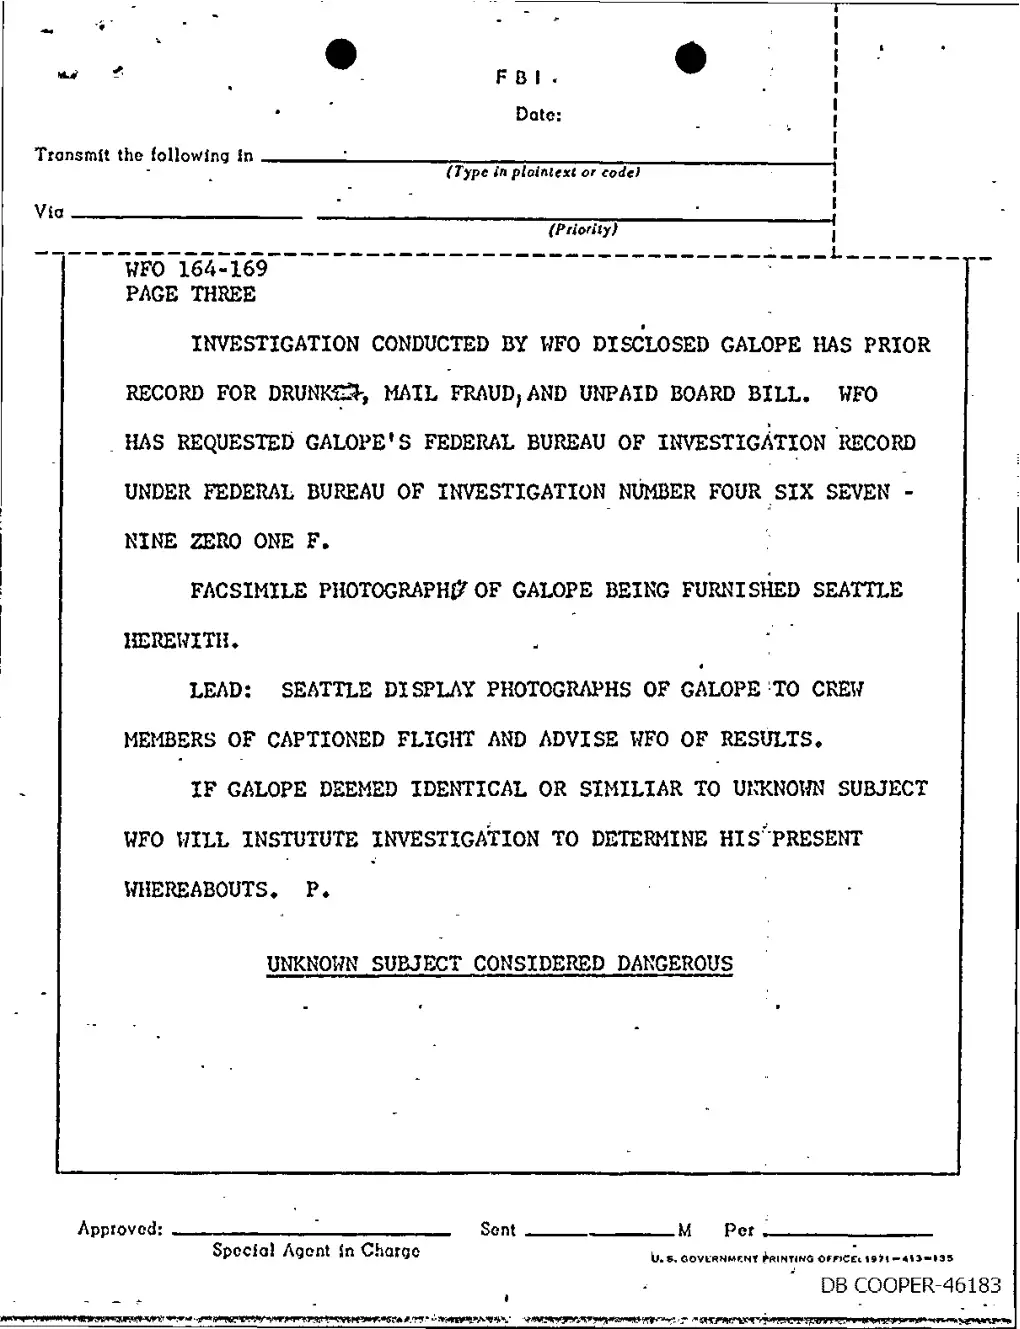 FBI
Date:
Transmit the following in
(Type in plaintext or code)
Via
(Priority)
WFO 164-169
PAGE THREE
INVESTIGATION CONDUCTED BY WFO DISCLOSED GALOPE HAS PRIOR
RECORD FOR DRUNK, MAIL FRAUD, AND UNPAID BOARD BILL. WFO
HAS REQUESTED GALOPE'S FEDERAL BUREAU OF INVESTIGATION RECORD
UNDER FEDERAL BUREAU OF INVESTIGATION NUMBER FOUR SIX SEVEN -
NINE ZERO ONE F.
FACSIMILE PHOTOGRAPH OF GALOPE BEING FURNISHED SEATTLE
HEREWITH.
LEAD: SEATTLE DISPLAY PHOTOGRAPHS OF GALOPE TO CREW
MEMBERS OF CAPTIONED FLIGHT AND ADVISE WFO OF RESULTS.
IF GALOPE DEEMED IDENTICAL OR SIMILIAR TO UNKNOWN SUBJECT
WFO WILL INSTUTUTE INVESTIGATION TO DETERMINE HIS PRESENT
WHEREABOUTS. P.
UNKNOWN SUBJECT CONSIDERED DANGEROUS
Approved: Sent M Per
Special Agent in Charge
U.S. GOVERNMENT PRINTING OFFICE: 1971-413-135
DB COOPER-46183